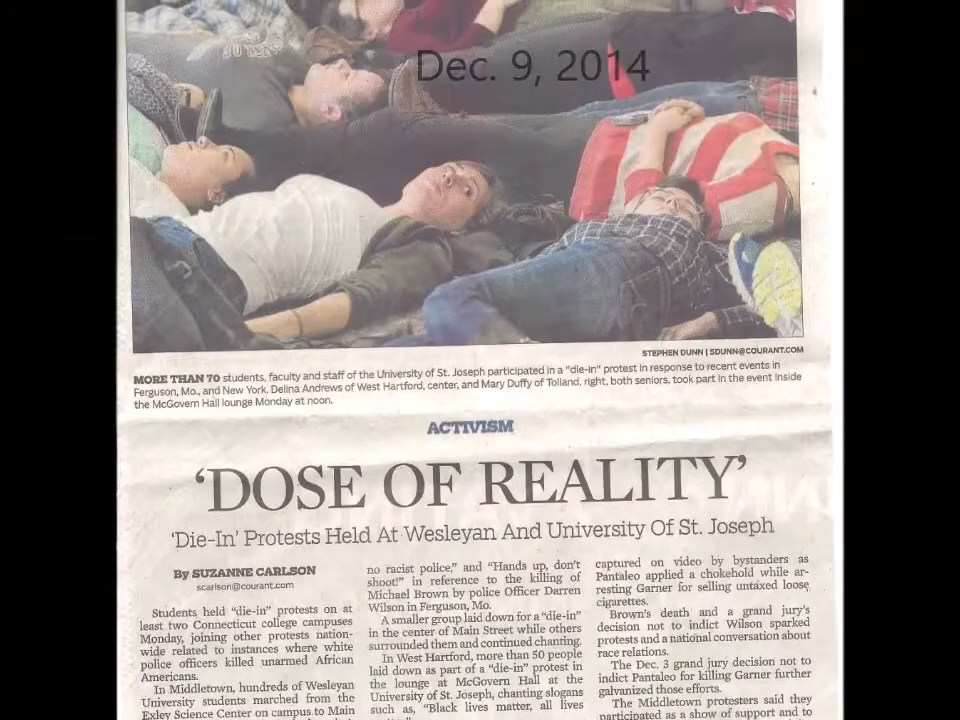 Dec. 9, 2014
STEPHEN DUNN | SDUNN@COURANT.COM
MORE THAN 70 students, faculty and staff of the University of St. Joseph participated in a "die-in" protest in response to recent events in
Ferguson, Mo., and New York. Delina Andrews of West Hartford, center, and Mary Duffy of Tolland, right, both seniors, took part in the event inside
the McGovern Hall lounge Monday at noon.
ACTIVISM
'DOSE OF REALITY'
'Die-In' Protests Held At Wesleyan And University Of St. Joseph
By SUZANNE CARLSON
scarlson@courant.com
Students held "die-in" protests on at
least two Connecticut college campuses
Monday, joining other protests nation-
wide related to instances where white
police officers killed unarmed African
Americans.
In Middletown, hundreds of Wesleyan
University students marched from the
Exley Science Center on campus to Main
no racist police," and "Hands up, don't
shoot!" in reference to the killing of
Michael Brown by police Officer Darren
Wilson in Ferguson, Mo.
A smaller group laid down for a "die-in"
in the center of Main Street while others
surrounded them and continued chanting.
In West Hartford, more than 50 people
laid down as part of a "die-in" protest in
the lounge at McGovern Hall at the
University of St. Joseph, chanting slogans
such as, "Black lives matter, all lives
captured on video by bystanders as
Pantaleo applied a chokehold while ar-
resting Garner for selling untaxed loose
cigarettes.
Brown's death and a grand jury's
decision not to indict Wilson sparked
protests and a national conversation about
race relations.
The Dec. 3 grand jury decision not to
indict Pantaleo for killing Garner further
galvanized those efforts.
The Middletown protesters said they
participated as a show of support and to